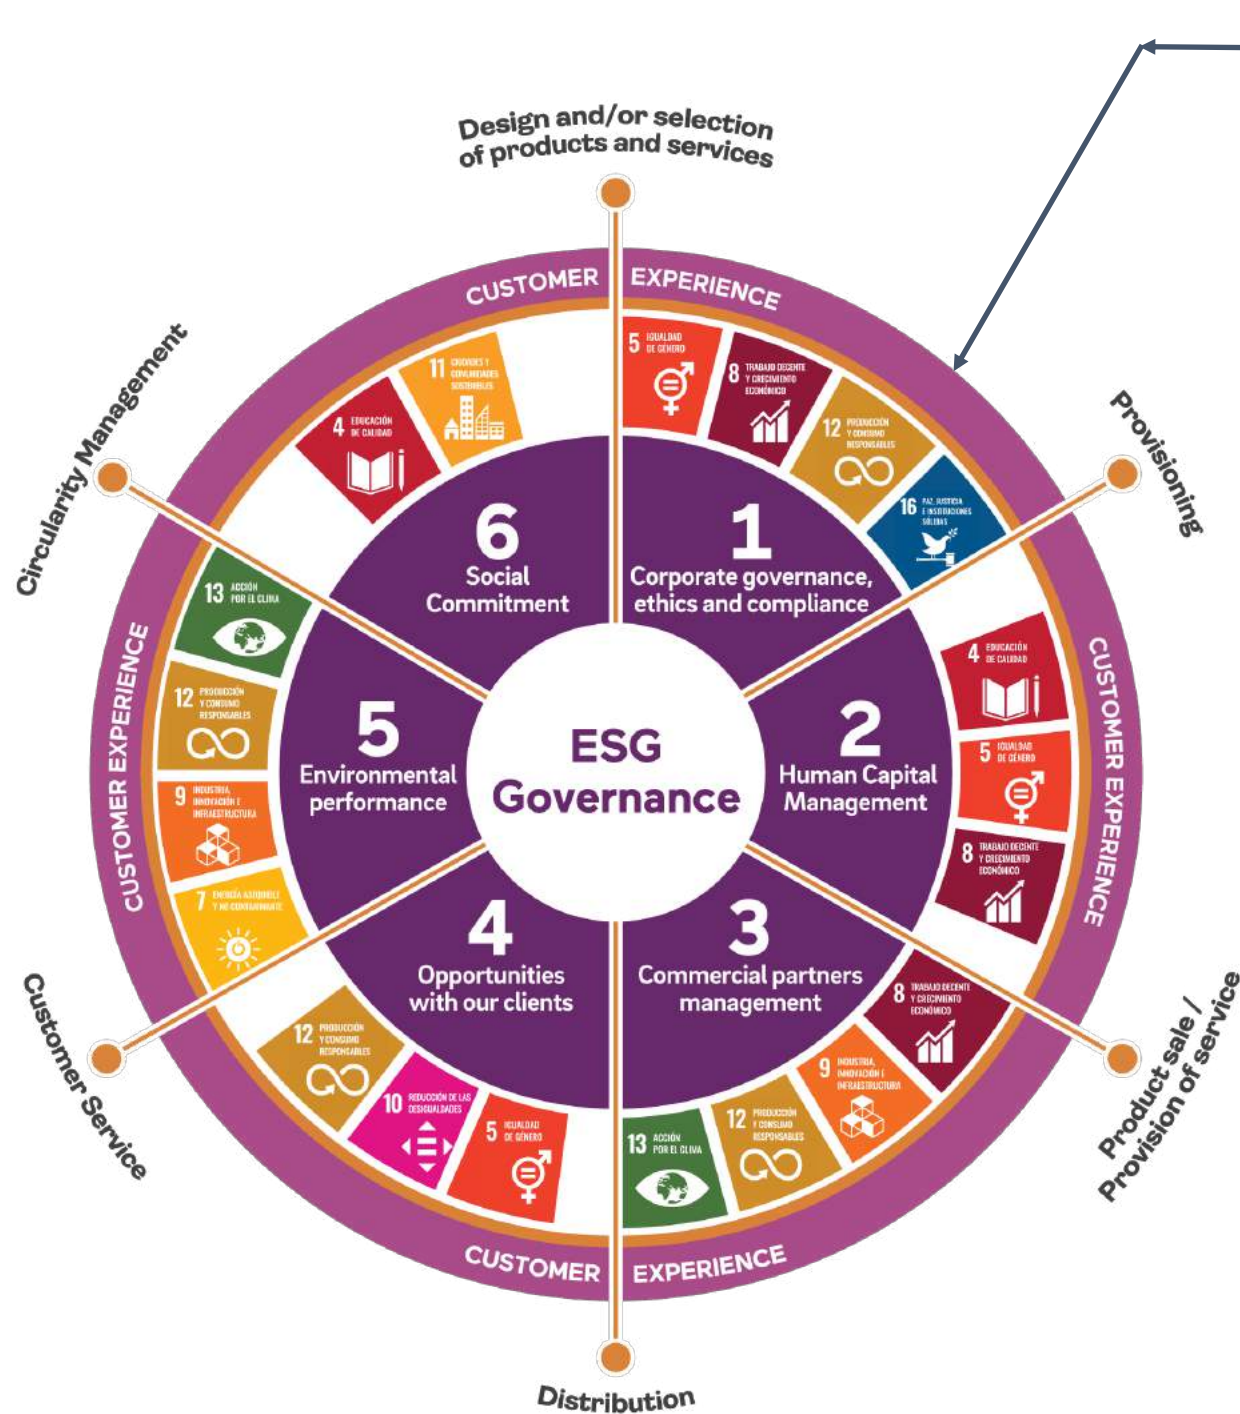 Design and/or selection
of products and services
CUSTOMER EXPERIENCE
5 IGUALDAD
DE GÉNERO
8 TRABAJO DECENTE
Y CRECIMIENTO
ECONÓMICO
12 PRODUCCIÓN
Y CONSUMO
RESPONSABLES
16 PAZ, JUSTICIA
E INSTITUCIONES
SÓLIDAS
1
Corporate governance,
ethics and compliance
Provisioning
4 EDUCACIÓN
DE CALIDAD
5 IGUALDAD
DE GÉNERO
8 TRABAJO DECENTE
Y CRECIMIENTO
ECONÓMICO
2
Human Capital
Management
CUSTOMER EXPERIENCE
Product sale /
Provision of service
8 TRABAJO DECENTE
Y CRECIMIENTO
ECONÓMICO
9 INDUSTRIA,
INNOVACIÓN E
INFRAESTRUCTURA
12 PRODUCCIÓN
Y CONSUMO
RESPONSABLES
13 ACCIÓN
POR EL CLIMA
3
Commercial partners
management
CUSTOMER EXPERIENCE
Distribution
5 IGUALDAD
DE GÉNERO
10 REDUCCIÓN DE LAS
DESIGUALDADES
12 PRODUCCIÓN
Y CONSUMO
RESPONSABLES
4
Opportunities
with our clients
Customer Service
7 ENERGÍA ASEQUIBLE
Y NO CONTAMINANTE
9 INDUSTRIA,
INNOVACIÓN E
INFRAESTRUCTURA
12 PRODUCCIÓN
Y CONSUMO
RESPONSABLES
13 ACCIÓN
POR EL CLIMA
5
Environmental
performance
CUSTOMER EXPERIENCE
Circularity Management
4 EDUCACIÓN
DE CALIDAD
11 CIUDADES Y
COMUNIDADES
SOSTENIBLES
6
Social
Commitment
ESG
Governance